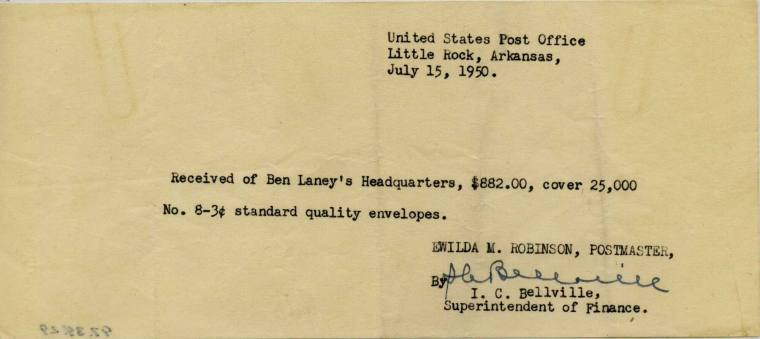 United States Post Office
Little Rock, Arkansas,
July 15, 1950.
Received of Ben Laney's Headquarters, $882.00, cover 25,000
No. 8-3¢ standard quality envelopes.
EWILDA M. ROBINSON, POSTMASTER,
By I C Bellville
I. C. Bellville,
Superintendent of Finance.